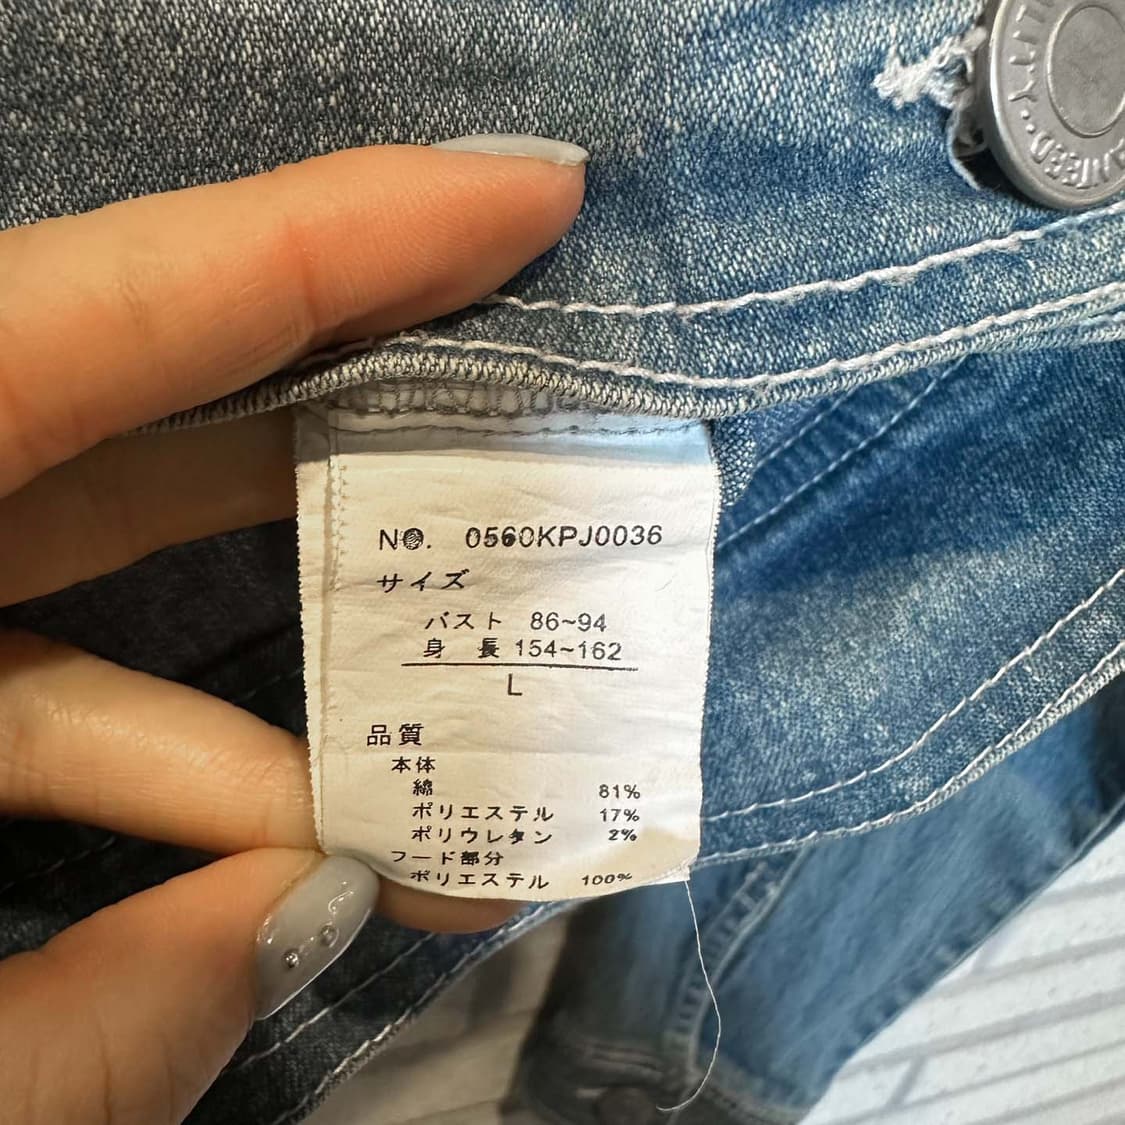 NO. 0560KPJ0036
サイズ
バスト 86~94
身 長 154~162
L
品質
本体
綿 81%
ポリエステル 17%
ポリウレタン 2%
フード部分
ポリエステル 100%